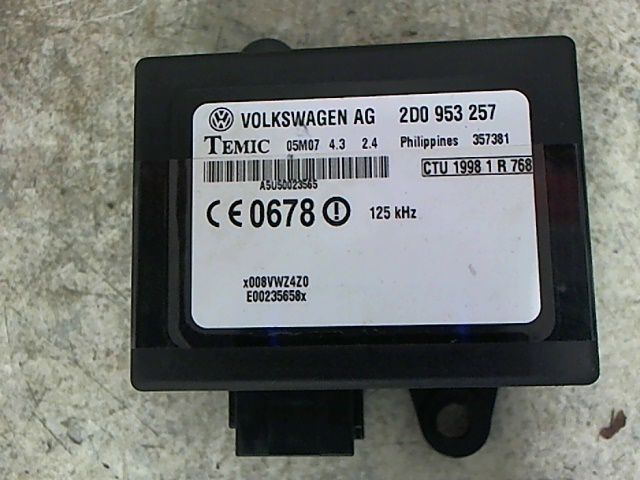 VOLKSWAGEN AG 2D0 953 257
TEMIC 05M07 4.3 2.4 Philippines 357381
CTU 1998 1 R 768
A5U50023565
CE 0678 125 kHz
x008VWZ4Z0
E00235658x